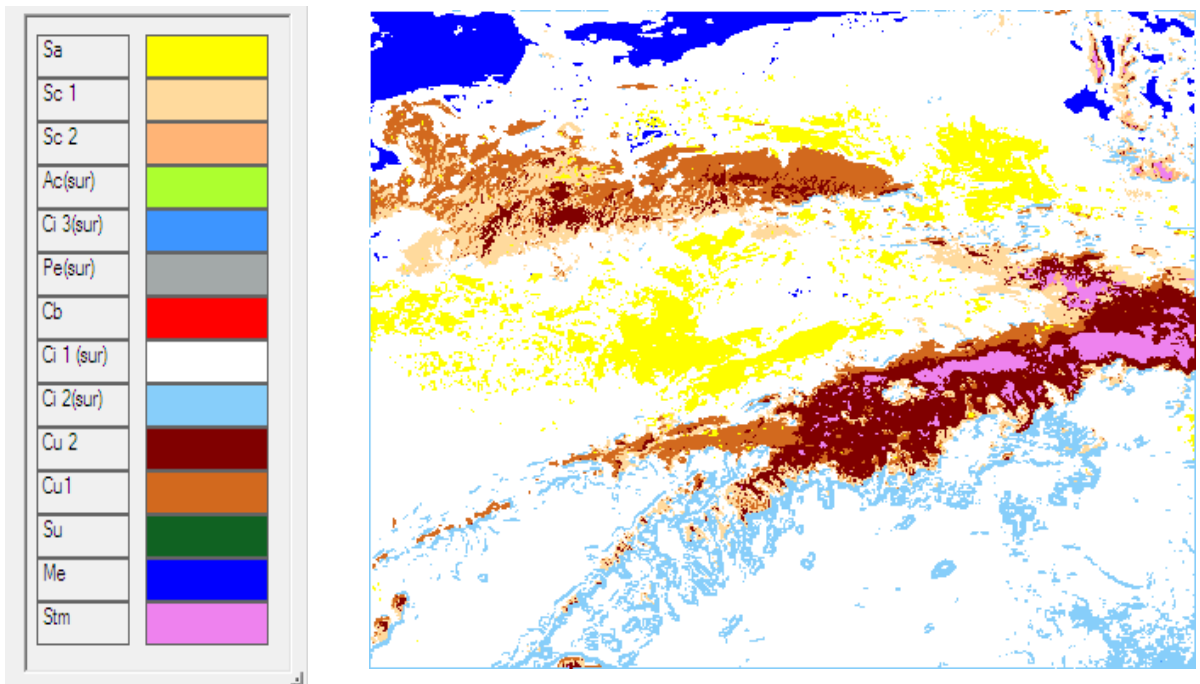 Sa
Sc 1
Sc 2
Ac(sur)
Ci 3(sur)
Pe(sur)
Cb
Ci 1 (sur)
Ci 2(sur)
Cu 2
Cu1
Su
Me
Stm